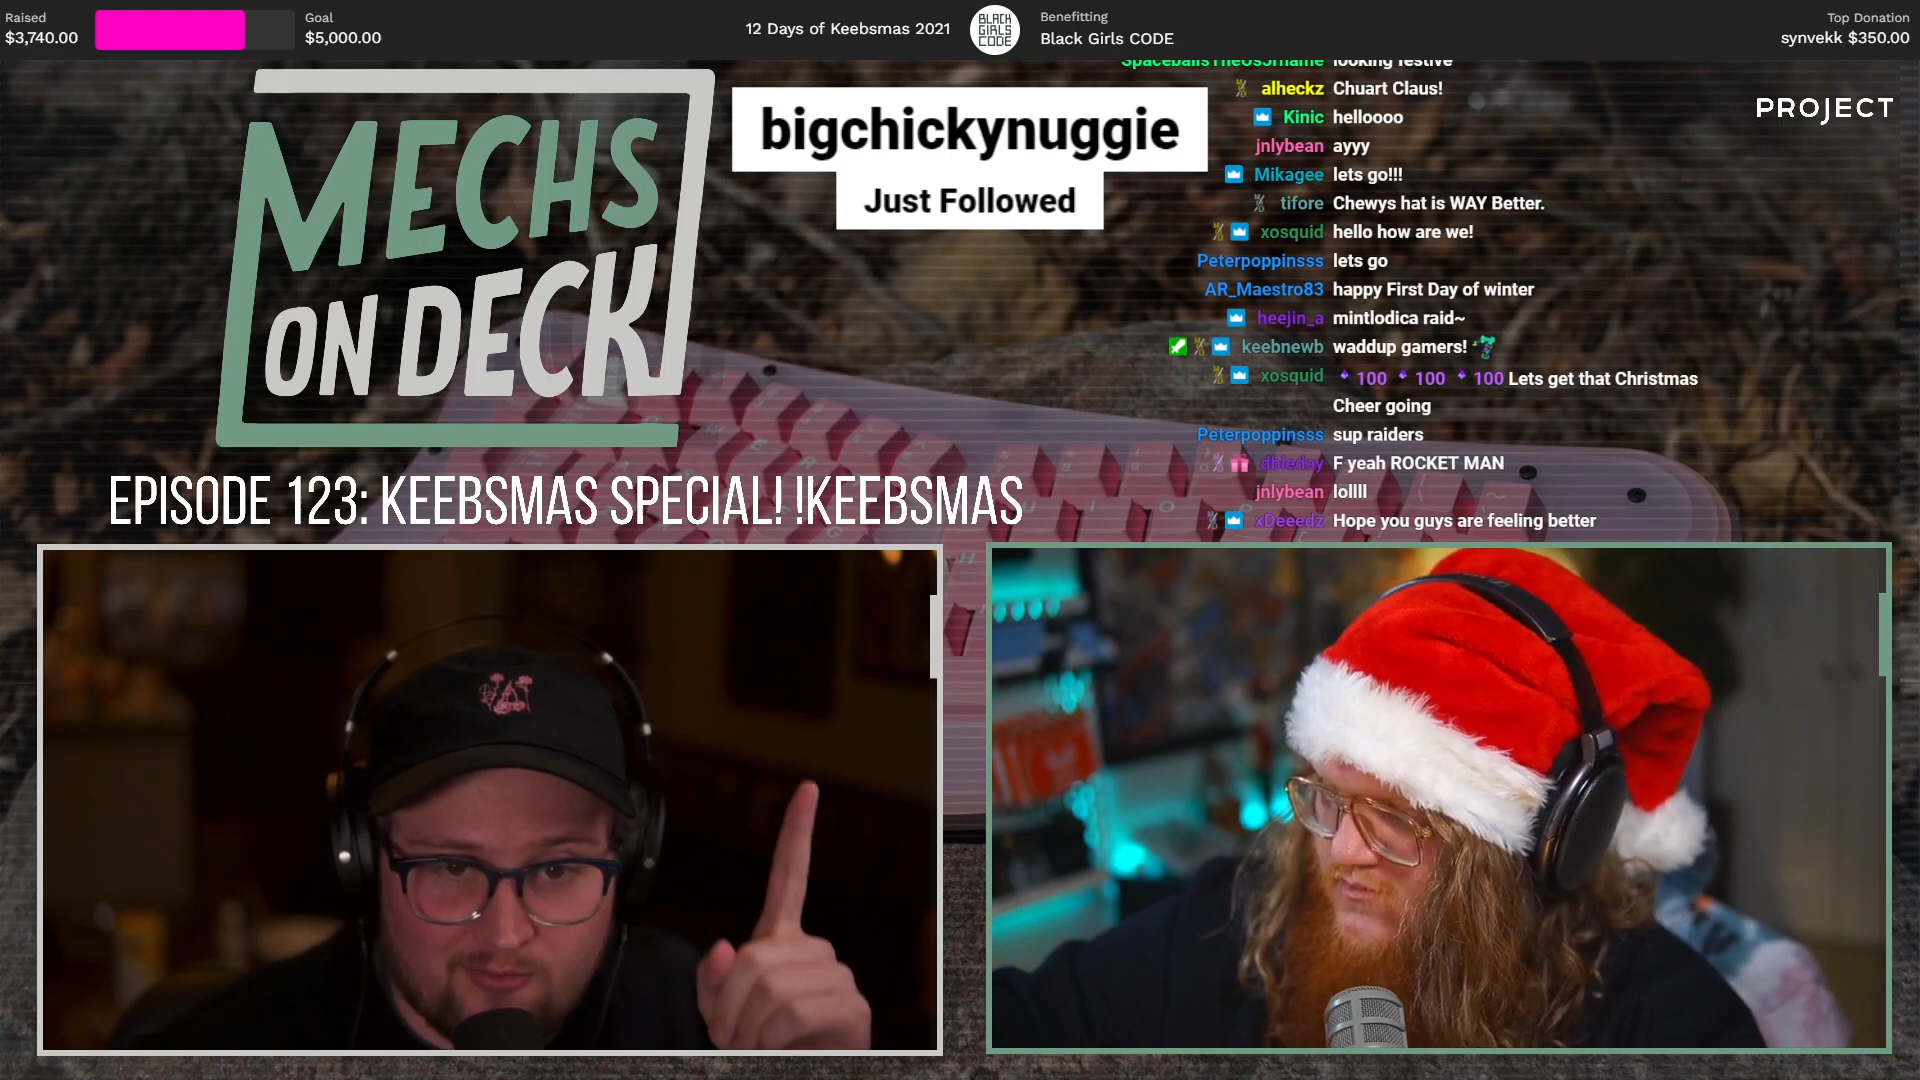 Raised
$3,740.00
Goal
$5,000.00
12 Days of Keebsmas 2021
BLACK
GIRLS
CODE
Benefitting
Black Girls CODE
Top Donation
synvekk $350.00
MECHS
ON DECK
bigchickynuggie
Just Followed
PROJECT
looking festive
alheckz Chuart Claus!
Kinic helloooo
jnlybean ayyy
Mikagee lets go!!!
tifore Chewys hat is WAY Better.
xosquid hello how are we!
Peterpoppinsss lets go
AR_Maestro83 happy First Day of winter
heejin_a mintlodica raid~
keebnewb waddup gamers!
xosquid 100 100 100 Lets get that Christmas
Cheer going
Peterpoppinsss sup raiders
dbleday F yeah ROCKET MAN
jnlybean lollll
xDeeedz Hope you guys are feeling better
EPISODE 123: KEEBSMAS SPECIAL! !KEEBSMAS